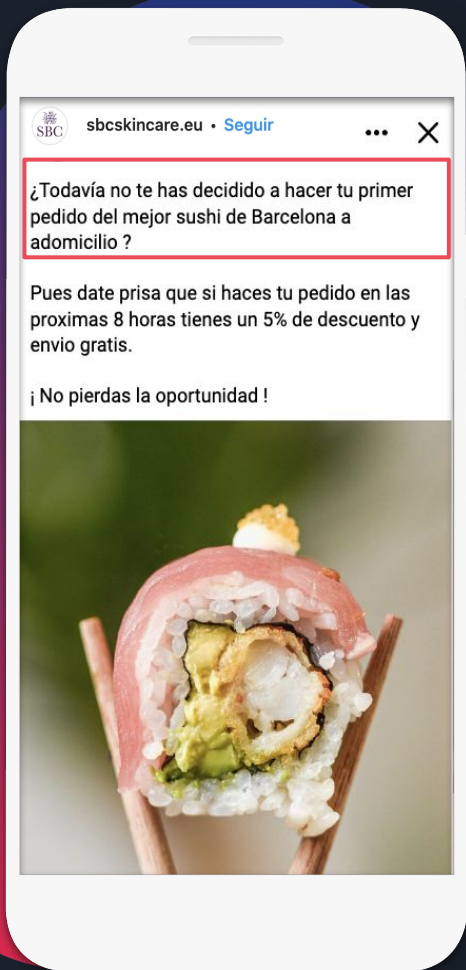 SBC
sbcskincare.eu • Seguir
¿Todavía no te has decidido a hacer tu primer
pedido del mejor sushi de Barcelona a
adomicilio ?
Pues date prisa que si haces tu pedido en las
proximas 8 horas tienes un 5% de descuento y
envio gratis.
¡ No pierdas la oportunidad !